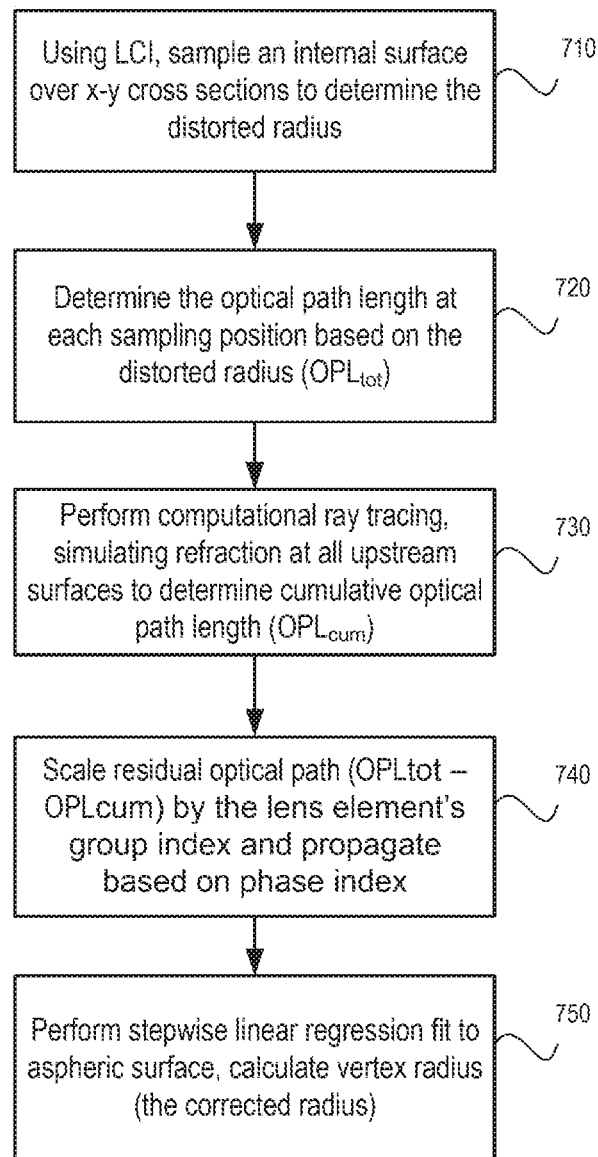 Using LCI, sample an internal surface
over x-y cross sections to determine the
distorted radius
710
Determine the optical path length at
each sampling position based on the
distorted radius (OPLtot)
720
Perform computational ray tracing,
simulating refraction at all upstream
surfaces to determine cumulative optical
path length (OPLcum)
730
Scale residual optical path (OPLtot –
OPLcum) by the lens element's
group index and propagate
based on phase index
740
Perform stepwise linear regression fit to
aspheric surface, calculate vertex radius
(the corrected radius)
750